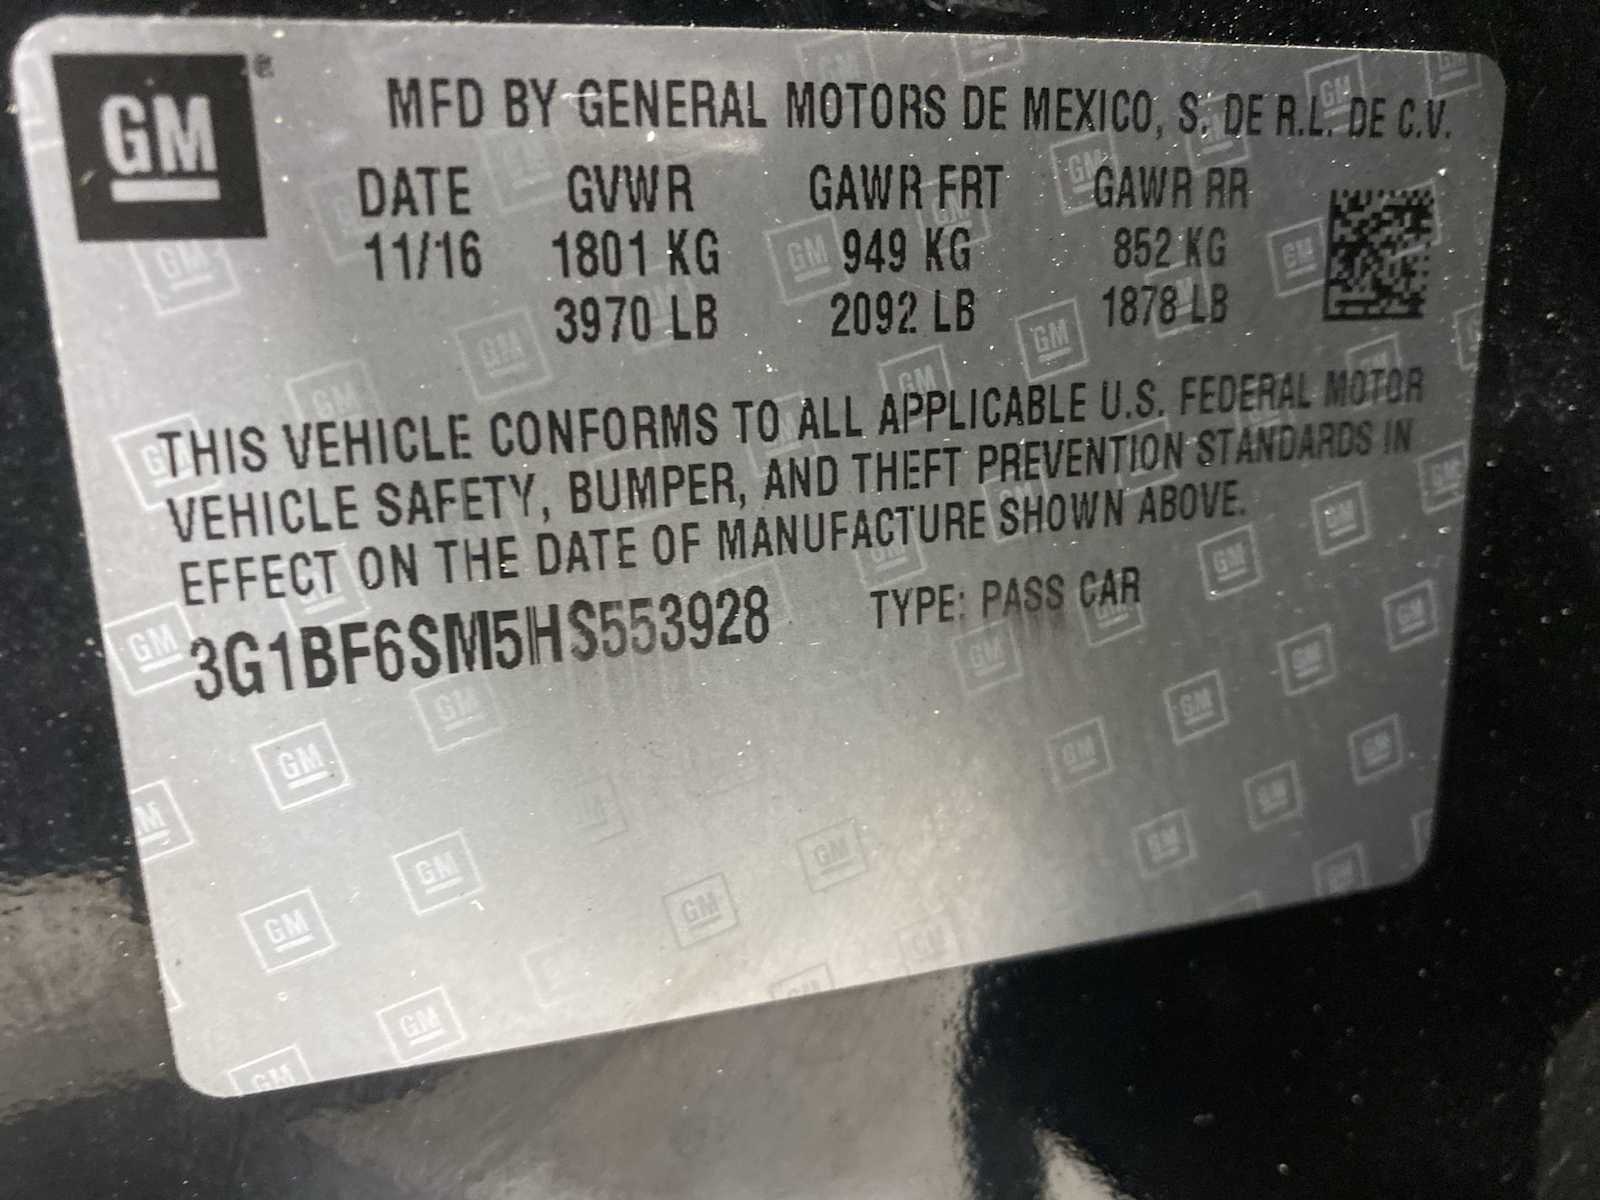 GM
MFD BY GENERAL MOTORS DE MEXICO, S. DE R.L. DE C.V.
DATE GVWR GAWR FRT GAWR RR
11/16 1801 KG 949 KG 852 KG
3970 LB 2092 LB 1878 LB
THIS VEHICLE CONFORMS TO ALL APPLICABLE U.S. FEDERAL MOTOR
VEHICLE SAFETY, BUMPER, AND THEFT PREVENTION STANDARDS IN
EFFECT ON THE DATE OF MANUFACTURE SHOWN ABOVE.
3G1BF6SM5HS553928 TYPE: PASS CAR